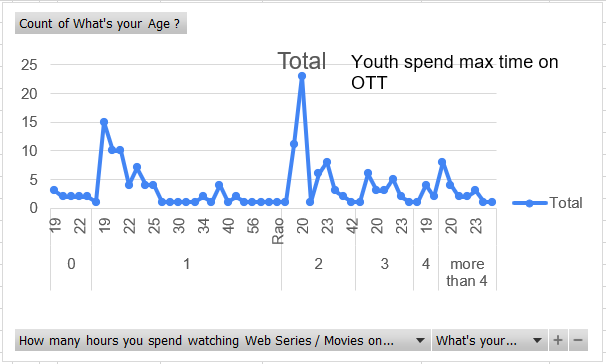 Count of What's your Age ?
Total
Youth spend max time on
OTT
25
20
15
10
5
0
19 22 19 22 25 30 34 40 56 Rao 20 23 42 20 23 19 20 23
0 1 2 3 4 more
than 4
Total
How many hours you spend watching Web Series / Movies on...
What's your...